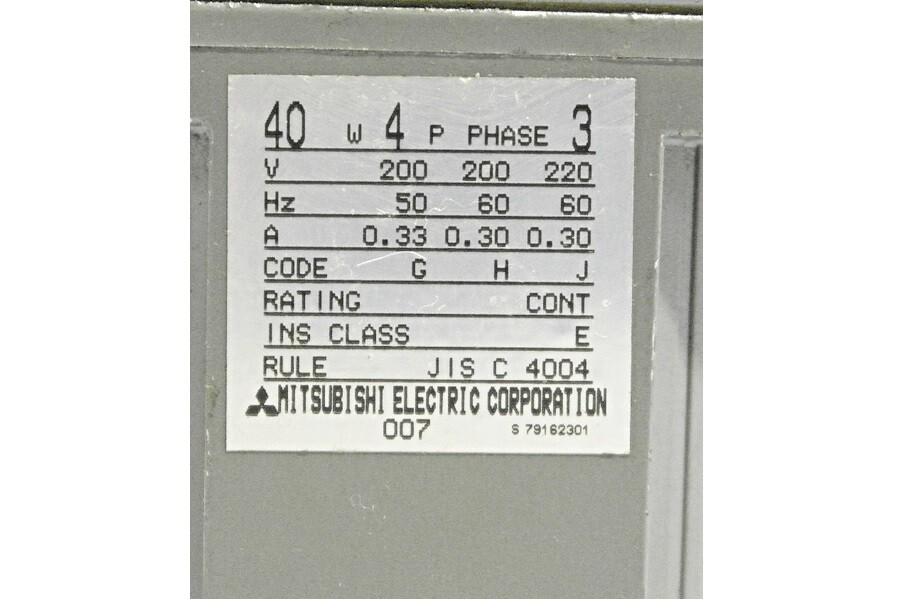 40 W 4 P PHASE 3
V 200 200 220
Hz 50 60 60
A 0.33 0.30 0.30
CODE G H J
RATING CONT
INS CLASS E
RULE JIS C 4004
MITSUBISHI ELECTRIC CORPORATION
007 S 79162301